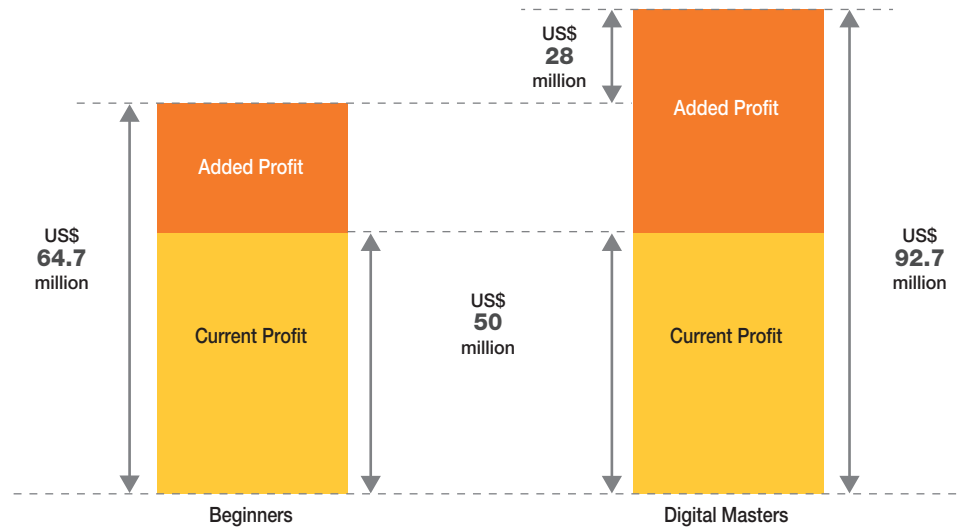 US$
28
million
Added Profit
Added Profit
US$
64.7
million
US$
92.7
million
US$
50
million
Current Profit
Current Profit
Beginners
Digital Masters